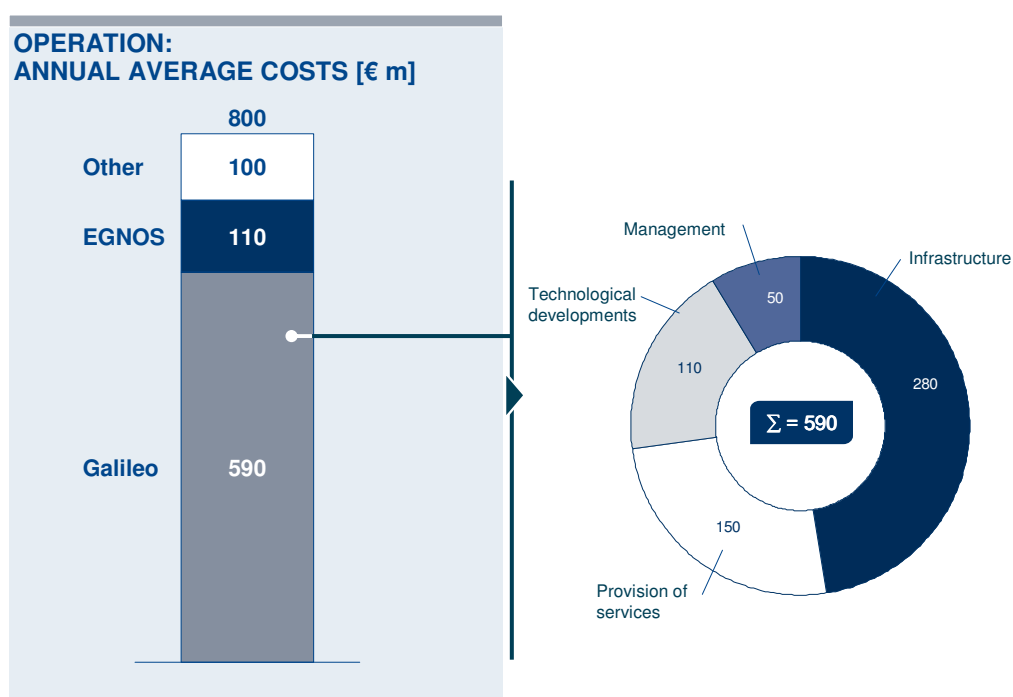 OPERATION:
ANNUAL AVERAGE COSTS [€ m]
800
Other
100
EGNOS
110
Galileo
590
Management
Infrastructure
Technological
developments
50
110
280
Σ = 590
150
Provision of
services